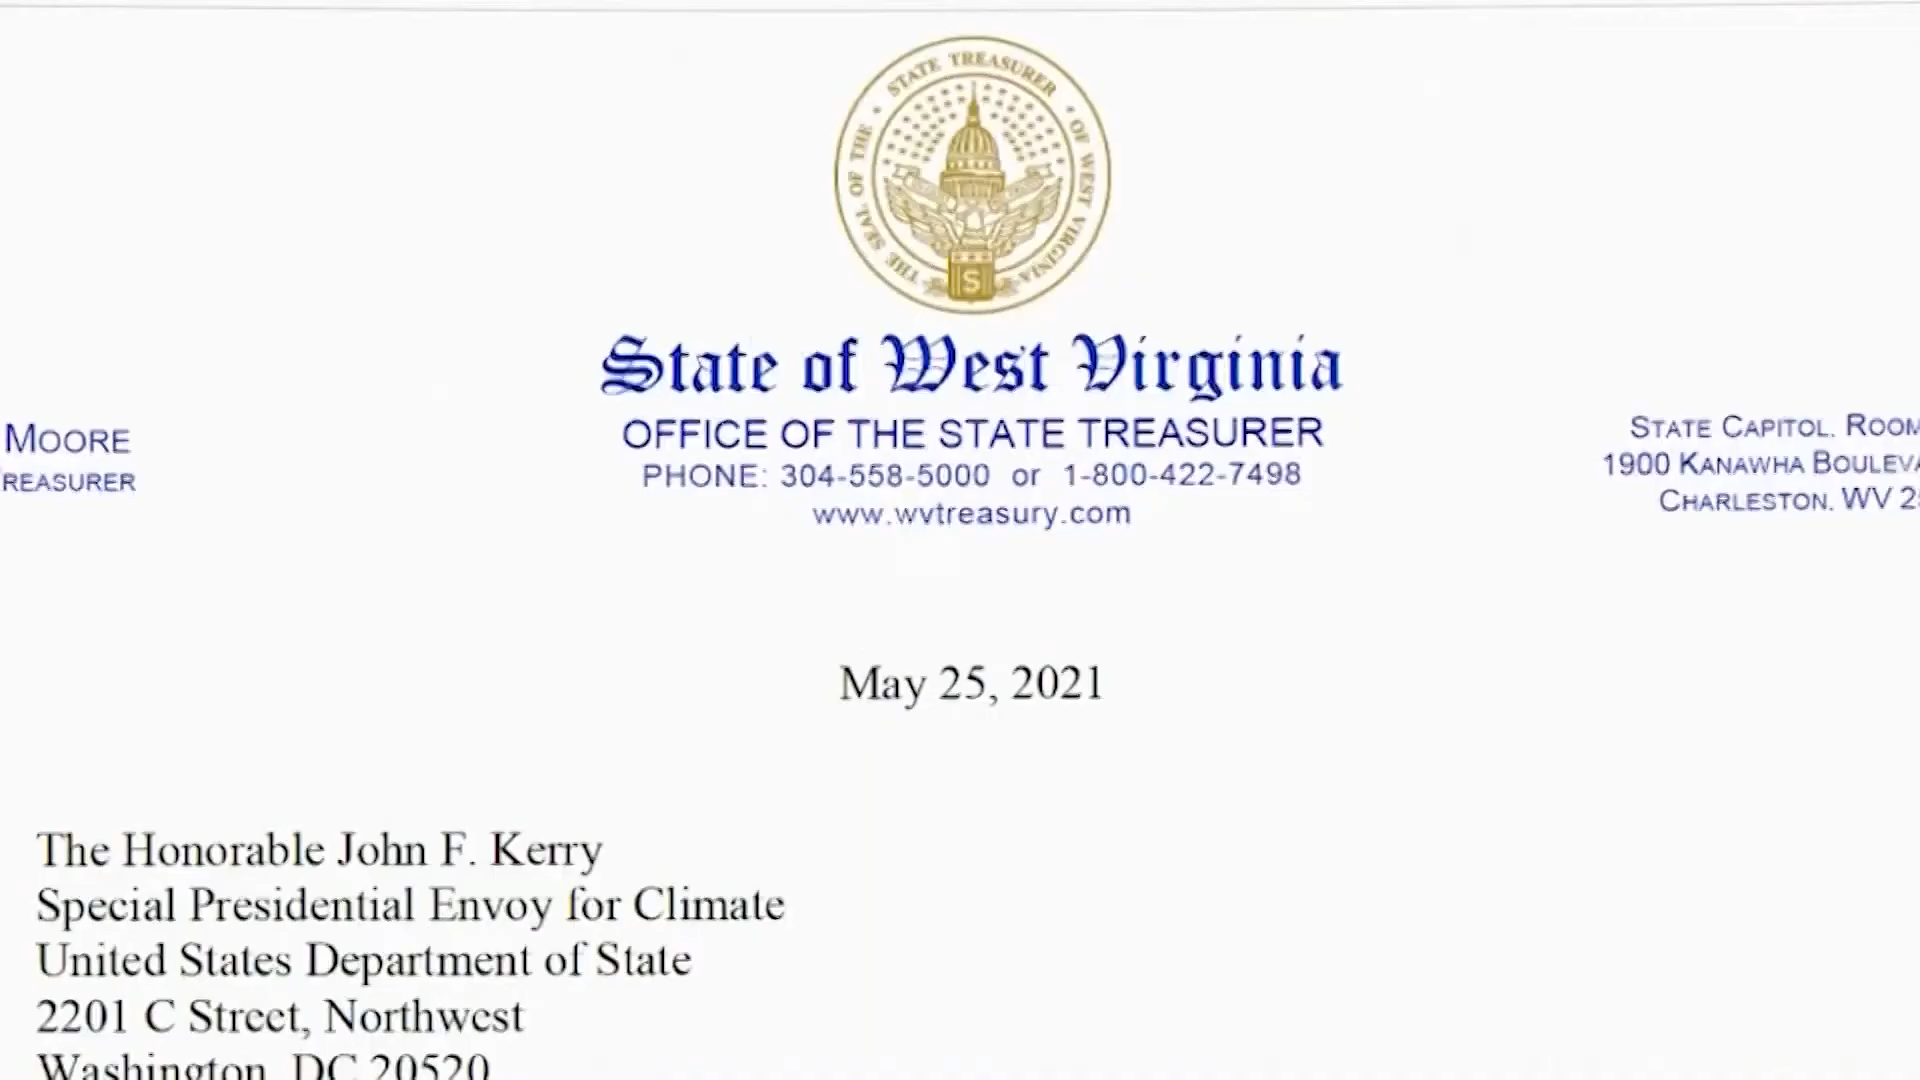 THE SEAL OF THE • STATE TREASURER • OF WEST VIRGINIA
S
State of West Virginia
OFFICE OF THE STATE TREASURER
PHONE: 304-558-5000 or 1-800-422-7498
www.wvtreasury.com
MOORE
REASURER
STATE CAPITOL, ROOM
1900 KANAWHA BOULEVA
CHARLESTON, WV 2
May 25, 2021
The Honorable John F. Kerry
Special Presidential Envoy for Climate
United States Department of State
2201 C Street, Northwest
Washington, DC 20520